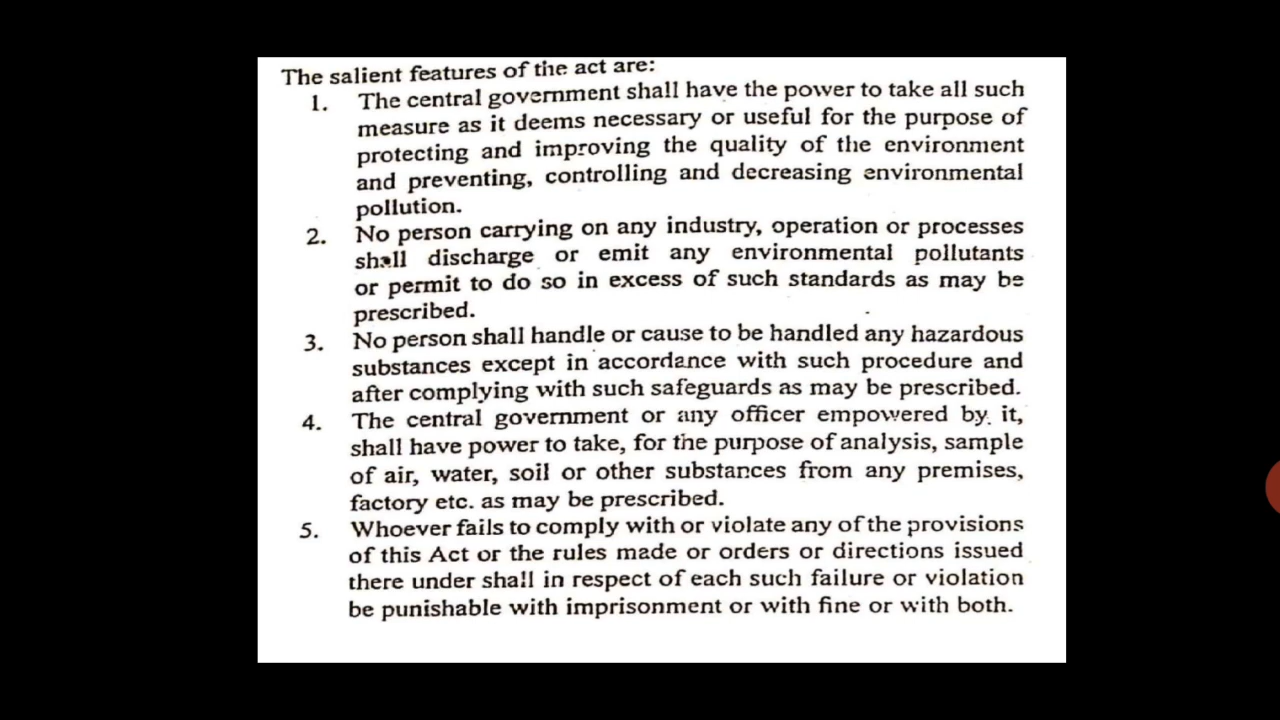 The salient features of the act are:
1. The central government shall have the power to take all such
measure as it deems necessary or useful for the purpose of
protecting and improving the quality of the environment
and preventing, controlling and decreasing environmental
pollution.
2. No person carrying on any industry, operation or processes
shall discharge or emit any environmental pollutants
or permit to do so in excess of such standards as may be
prescribed.
3. No person shall handle or cause to be handled any hazardous
substances except in accordance with such procedure and
after complying with such safeguards as may be prescribed.
4. The central government or any officer empowered by it,
shall have power to take, for the purpose of analysis, sample
of air, water, soil or other substances from any premises,
factory etc. as may be prescribed.
5. Whoever fails to comply with or violate any of the provisions
of this Act or the rules made or orders or directions issued
there under shall in respect of each such failure or violation
be punishable with imprisonment or with fine or with both.